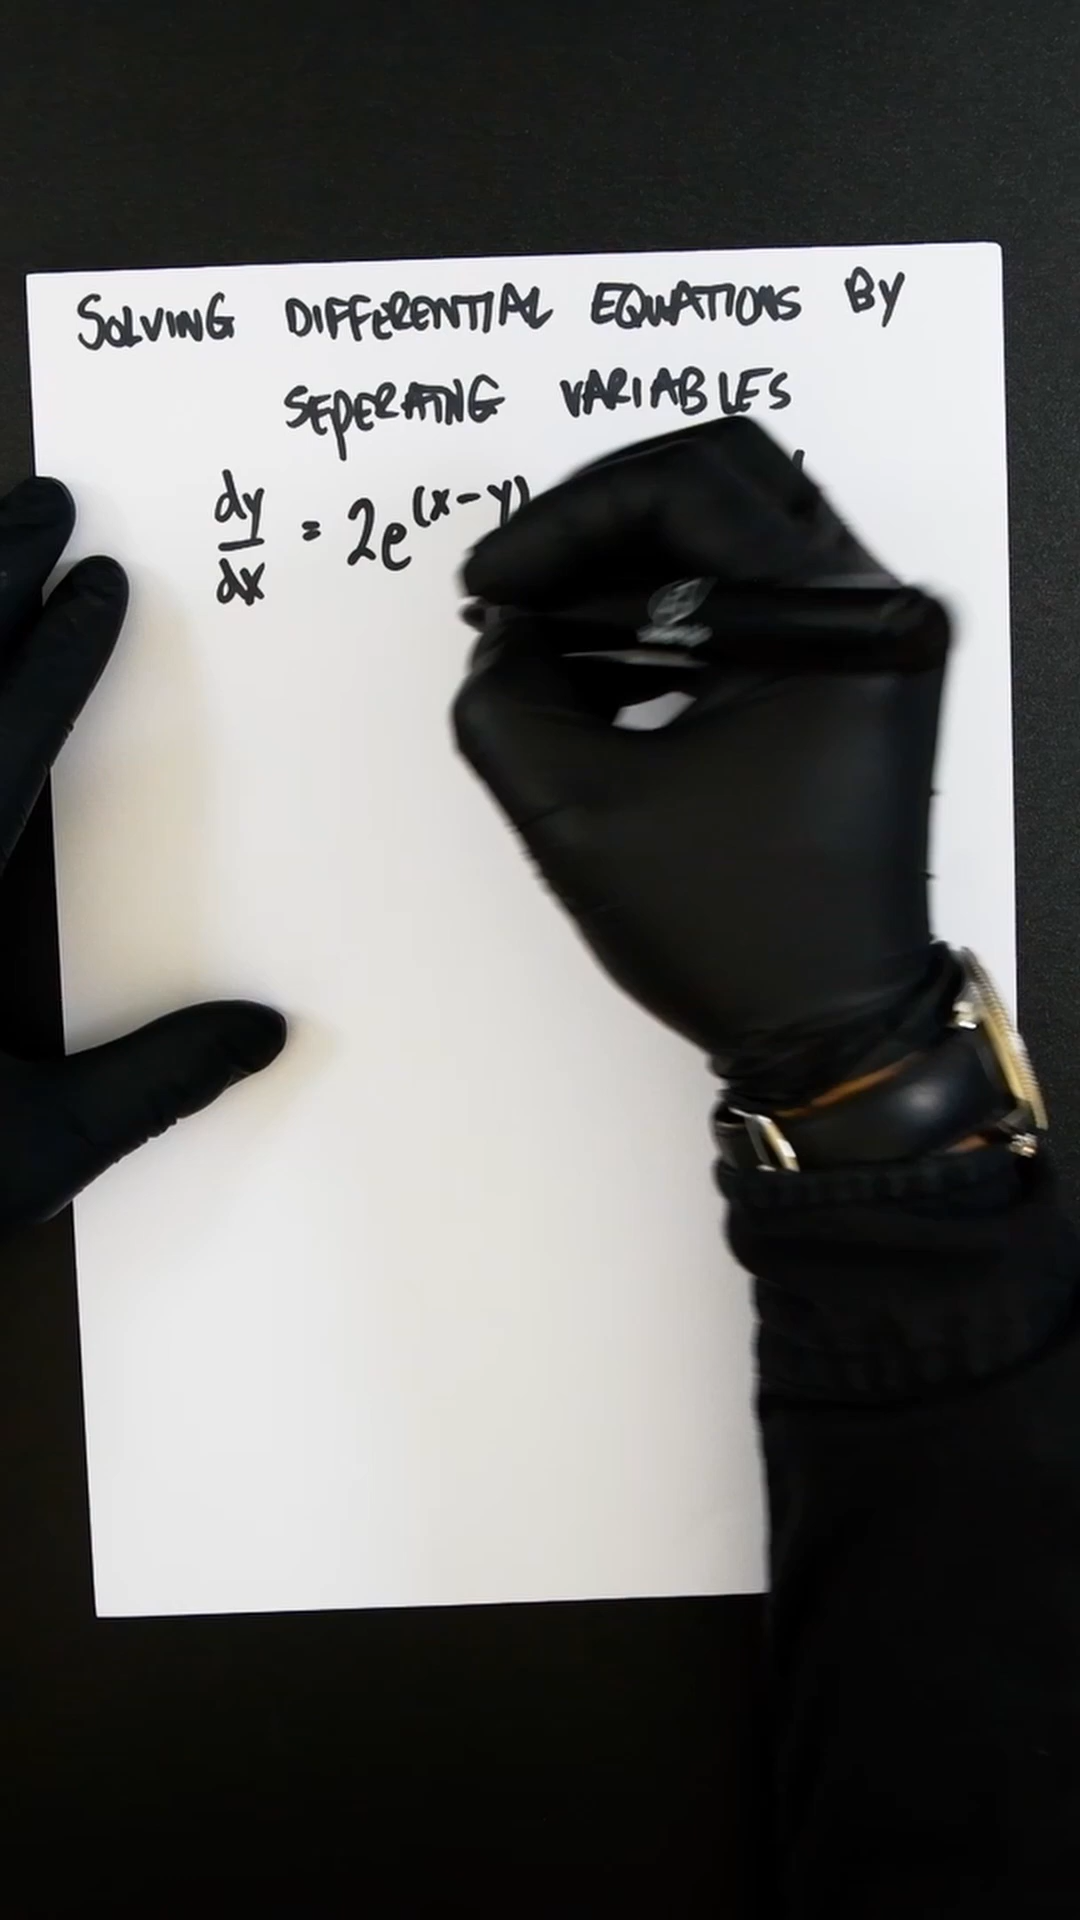 SOLVING DIFFERENTIAL EQUATIONS BY
SEPERATING VARIABLES
dy/dx = 2e^(x-y)